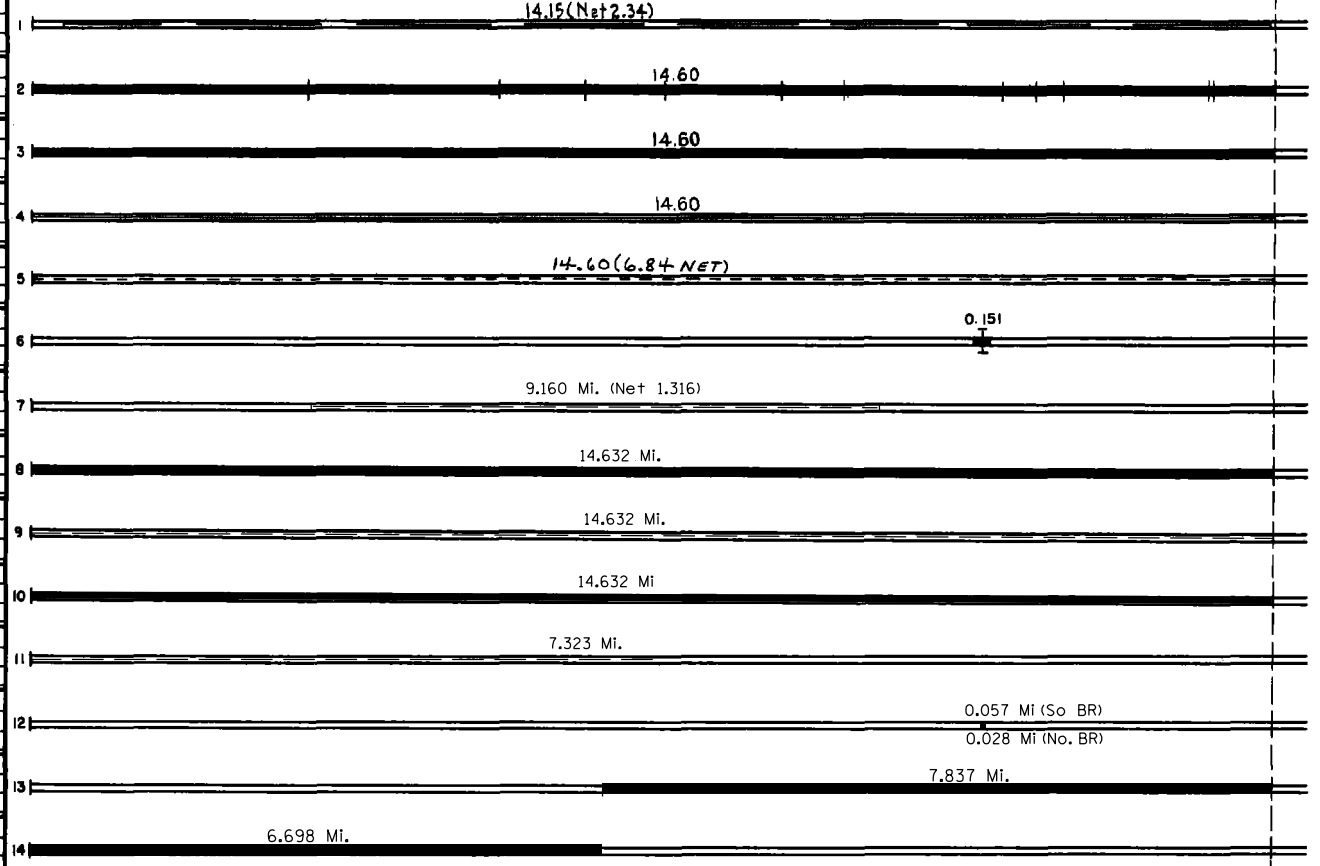 14.15(Net 2.34)
1
14.60
2
14.60
3
14.60
4
14.60(6.84 NET)
5
0.151
6
9.160 Mi. (Net 1.316)
7
14.632 Mi.
8
14.632 Mi.
9
14.632 Mi
10
7.323 Mi.
11
0.057 Mi (So BR)
12
0.028 Mi (No. BR)
7.837 Mi.
13
6.698 Mi.
14